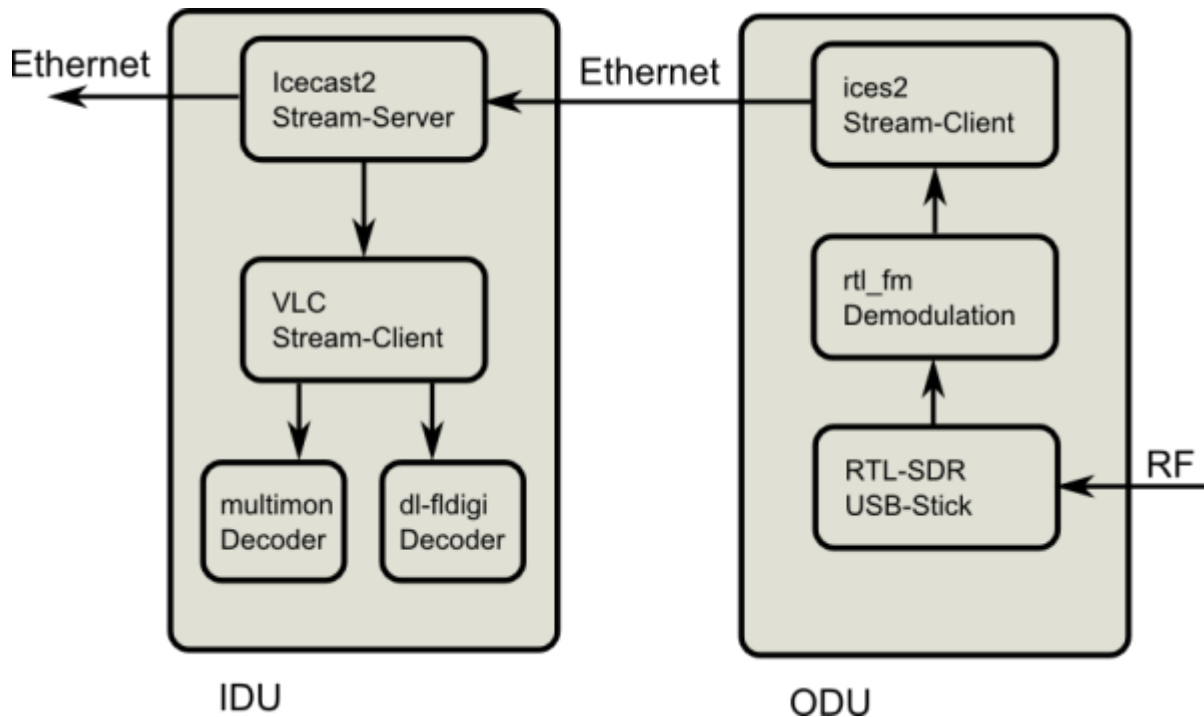 Ethernet
Icecast2
Stream-Server
Ethernet
ices2
Stream-Client
VLC
Stream-Client
rtl_fm
Demodulation
multimon
Decoder
dl-fldigi
Decoder
RTL-SDR
USB-Stick
RF
IDU
ODU